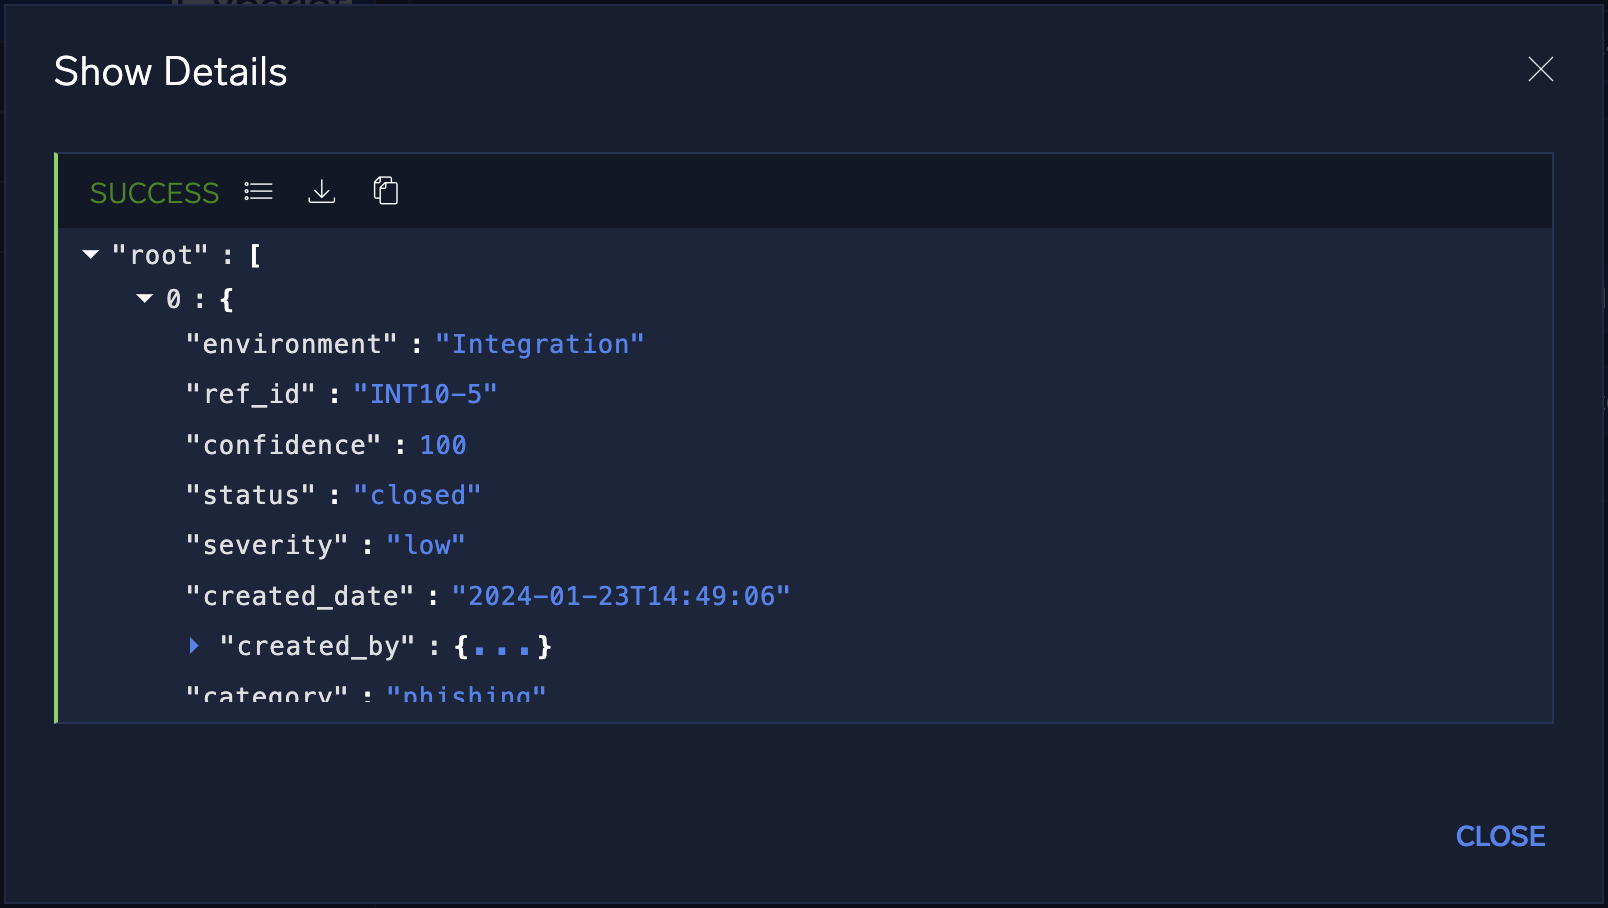 Show Details
SUCCESS
"root" : [
0 : {
"environment" : "Integration"
"ref_id" : "INT10-5"
"confidence" : 100
"status" : "closed"
"severity" : "low"
"created_date" : "2024-01-23T14:49:06"
"created_by" : {...}
"category" : "phishing"
CLOSE